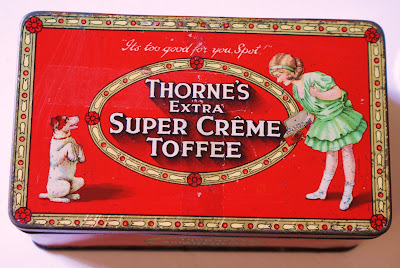 "It's too good for you, Spot!"
THORNE'S
EXTRA
SUPER CRÊME
TOFFEE